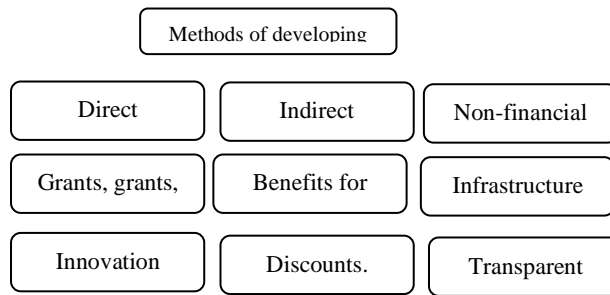 Methods of developing
Direct
Indirect
Non-financial
Grants, grants,
Benefits for
Infrastructure
Innovation
Discounts.
Transparent